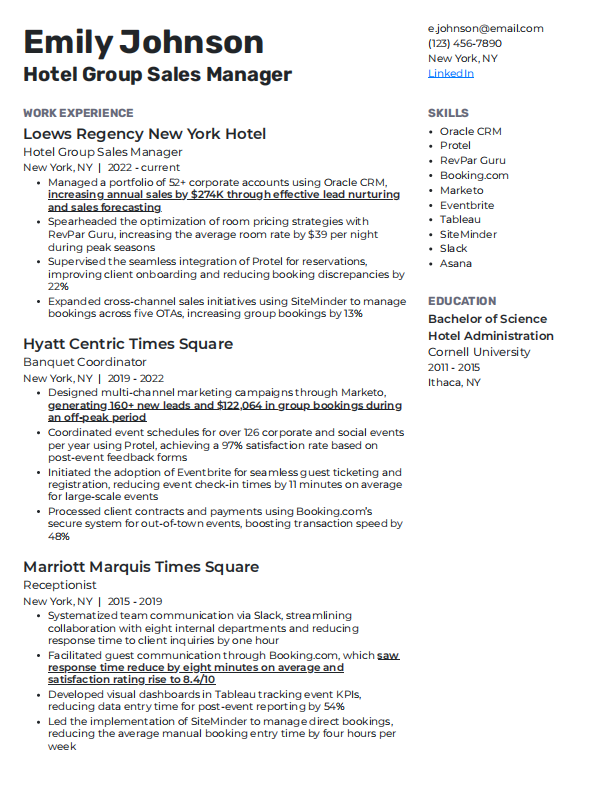 Emily Johnson
Hotel Group Sales Manager
e.johnson@email.com
(123) 456-7890
New York, NY
LinkedIn
WORK EXPERIENCE
Loews Regency New York Hotel
Hotel Group Sales Manager
New York, NY | 2022 - current
• Managed a portfolio of 52+ corporate accounts using Oracle CRM,
increasing annual sales by $274K through effective lead nurturing
and sales forecasting
• Spearheaded the optimization of room pricing strategies with
RevPar Guru, increasing the average room rate by $39 per night
during peak seasons
• Supervised the seamless integration of Protel for reservations,
improving client onboarding and reducing booking discrepancies by
22%
• Expanded cross-channel sales initiatives using SiteMinder to manage
bookings across five OTAs, increasing group bookings by 13%
Hyatt Centric Times Square
Banquet Coordinator
New York, NY | 2019 - 2022
• Designed multi-channel marketing campaigns through Marketo,
generating 160+ new leads and $122,064 in group bookings during
an off-peak period
• Coordinated event schedules for over 126 corporate and social events
per year using Protel, achieving a 97% satisfaction rate based on
post-event feedback forms
• Initiated the adoption of Eventbrite for seamless guest ticketing and
registration, reducing event check-in times by 11 minutes on average
for large-scale events
• Processed client contracts and payments using Booking.com's
secure system for out-of-town events, boosting transaction speed by
48%
Marriott Marquis Times Square
Receptionist
New York, NY | 2015 - 2019
• Systematized team communication via Slack, streamlining
collaboration with eight internal departments and reducing
response time to client inquiries by one hour
• Facilitated guest communication through Booking.com, which saw
response time reduce by eight minutes on average and
satisfaction rating rise to 8.4/10
• Developed visual dashboards in Tableau tracking event KPIs,
reducing data entry time for post-event reporting by 54%
• Led the implementation of SiteMinder to manage direct bookings,
reducing the average manual booking entry time by four hours per
week
SKILLS
• Oracle CRM
• Protel
• RevPar Guru
• Booking.com
• Marketo
• Eventbrite
• Tableau
• SiteMinder
• Slack
• Asana
EDUCATION
Bachelor of Science
Hotel Administration
Cornell University
2011 - 2015
Ithaca, NY